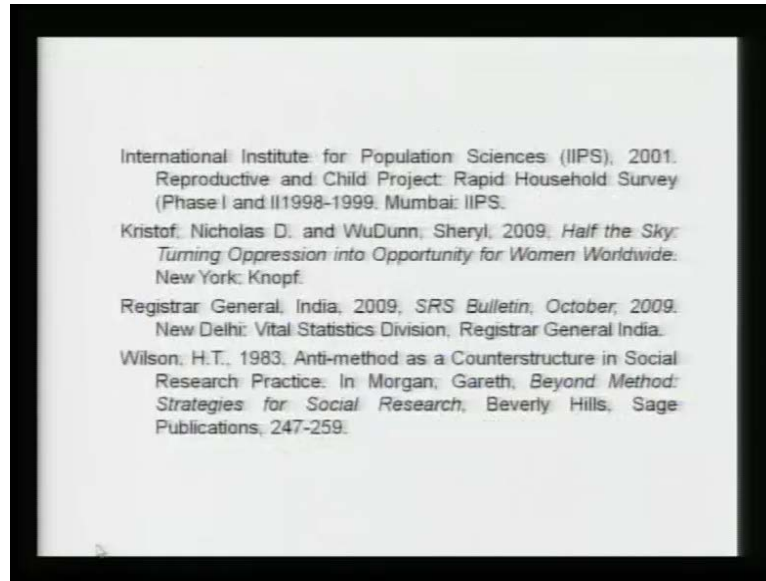 International Institute for Population Sciences (IIPS), 2001.
Reproductive and Child Project: Rapid Household Survey
(Phase I and II1998-1999. Mumbai: IIPS.
Kristof, Nicholas D. and WuDunn, Sheryl, 2009, Half the Sky:
Turning Oppression into Opportunity for Women Worldwide.
New York: Knopf.
Registrar General, India, 2009, SRS Bulletin, October, 2009.
New Delhi: Vital Statistics Division, Registrar General India.
Wilson, H.T., 1983, Anti-method as a Counterstructure in Social
Research Practice. In Morgan, Gareth, Beyond Method:
Strategies for Social Research, Beverly Hills, Sage
Publications, 247-259.